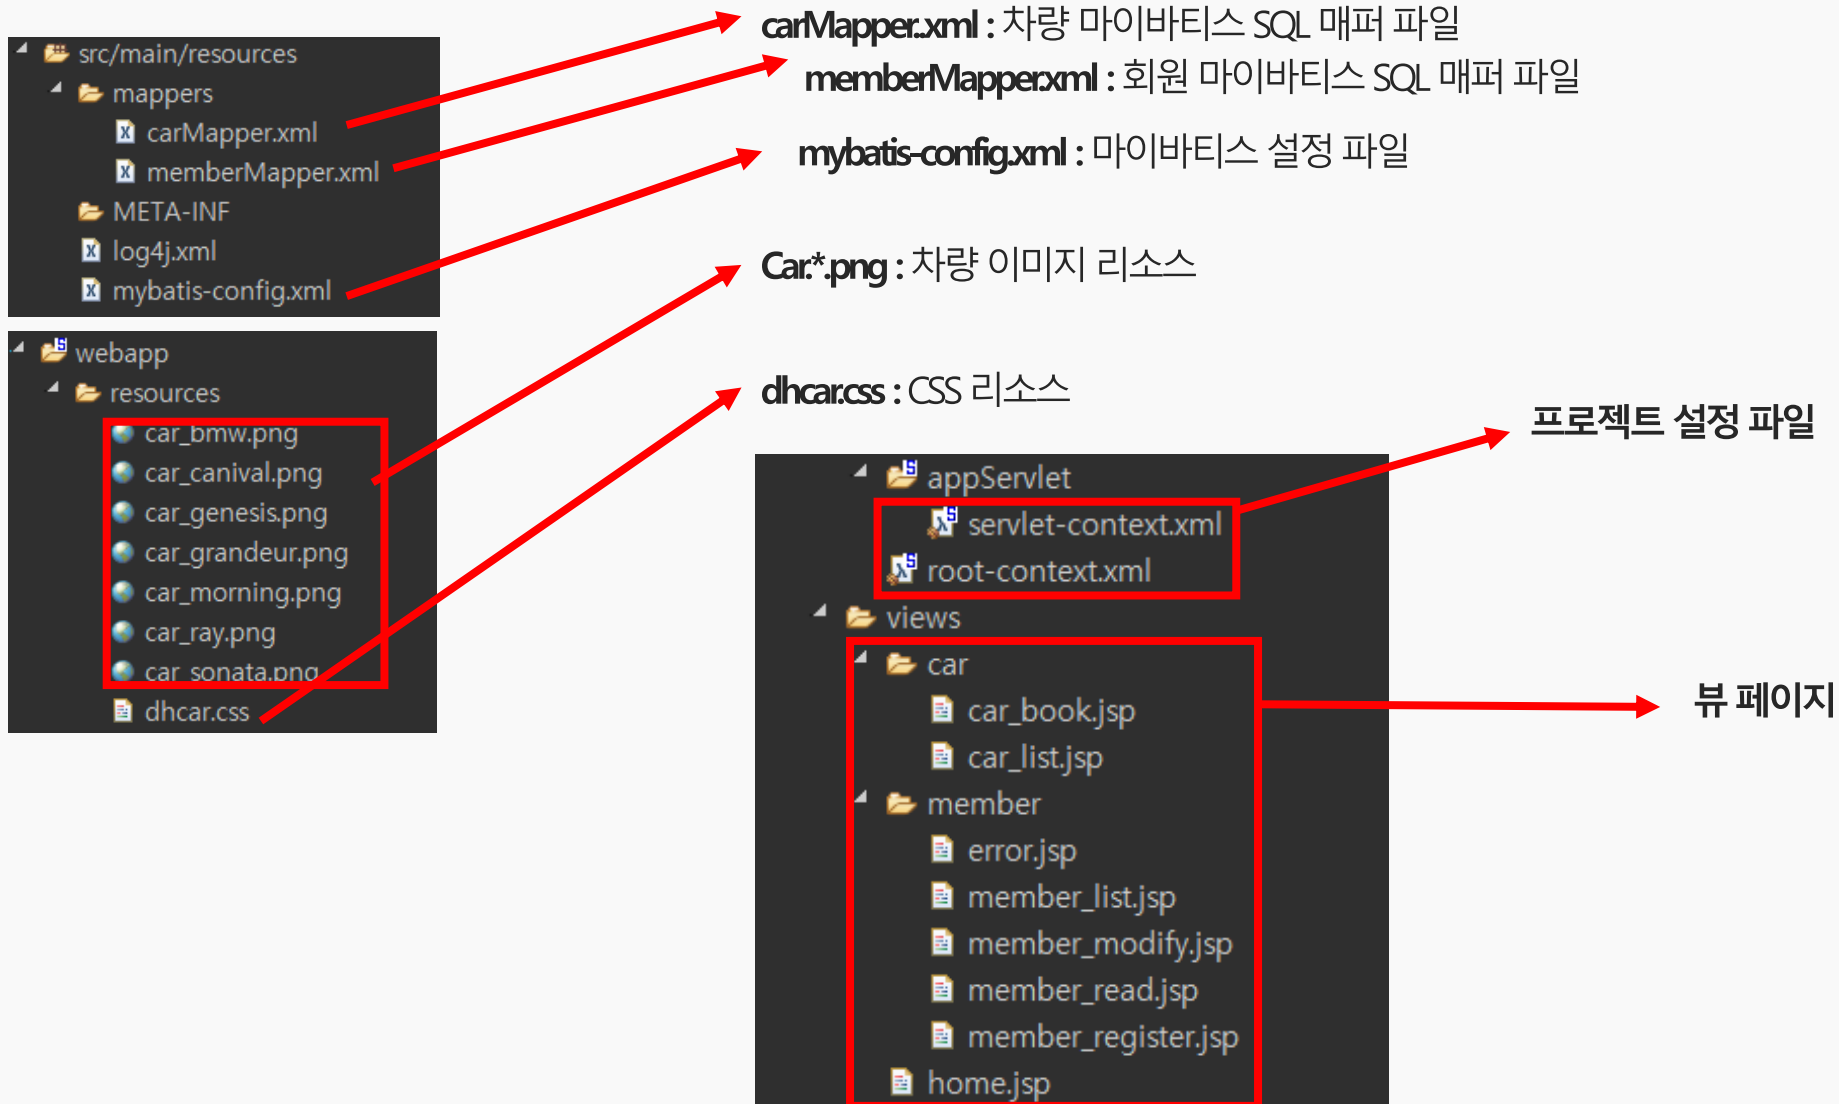 src/main/resources
mappers
carMapper.xml
memberMapper.xml
META-INF
log4j.xml
mybatis-config.xml
webapp
resources
car_bmw.png
car_canival.png
car_genesis.png
car_grandeur.png
car_morning.png
car_ray.png
car_sonata.png
dhcar.css
carMapper..xml : 차량 마이바티스 SQL 매퍼 파일
memberMapper.xml : 회원 마이바티스 SQL 매퍼 파일
mybatis-config.xml : 마이바티스 설정 파일
Car.*.png : 차량 이미지 리소스
dhcar.css : CSS 리소스
appServlet
servlet-context.xml
root-context.xml
views
car
car_book.jsp
car_list.jsp
member
error.jsp
member_list.jsp
member_modify.jsp
member_read.jsp
member_register.jsp
home.jsp
프로젝트 설정 파일
뷰 페이지